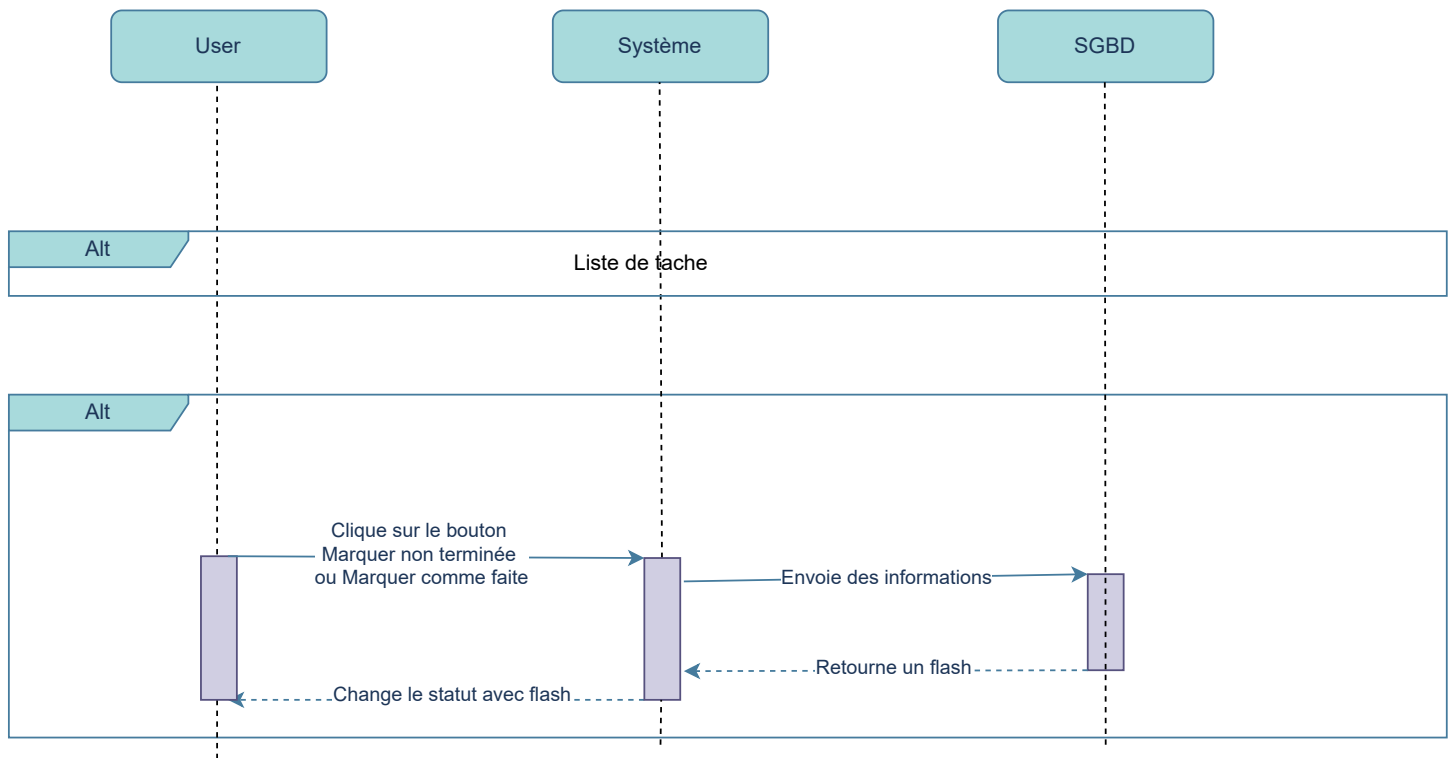 User
Système
SGBD
Alt
Liste de tache
Alt
Clique sur le bouton
Marquer non terminée
ou Marquer comme faite
Envoie des informations
Retourne un flash
Change le statut avec flash